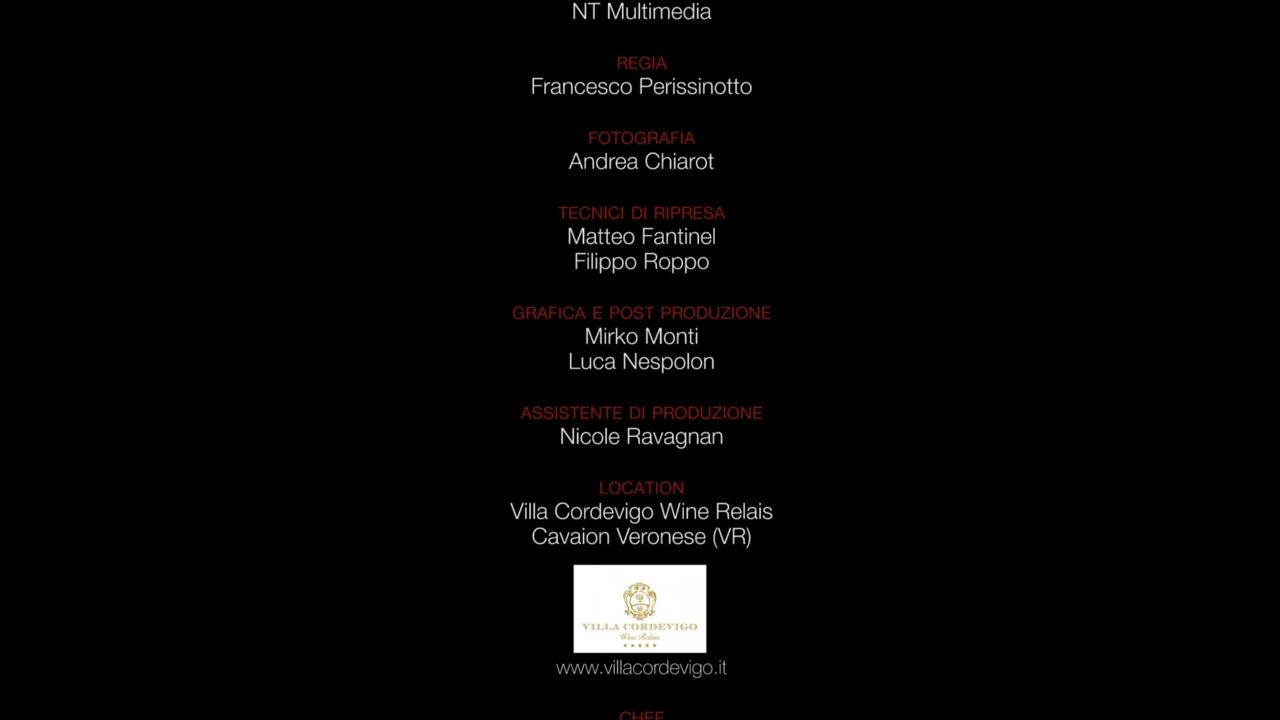 NT Multimedia
REGIA
Francesco Perissinotto
FOTOGRAFIA
Andrea Chiarot
TECNICI DI RIPRESA
Matteo Fantinel
Filippo Roppo
GRAFICA E POST PRODUZIONE
Mirko Monti
Luca Nespolon
ASSISTENTE DI PRODUZIONE
Nicole Ravagnan
LOCATION
Villa Cordevigo Wine Relais
Cavaion Veronese (VR)
VILLA CORDEVIGO
Wine Relais
www.villacordevigo.it
CHEF